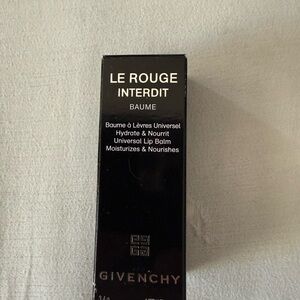 LE ROUGE
INTERDIT
BAUME
Baume à Lèvres Universel
Hydrate & Nourrit
Universal Lip Balm
Moisturizes & Nourishes
GIVENCHY